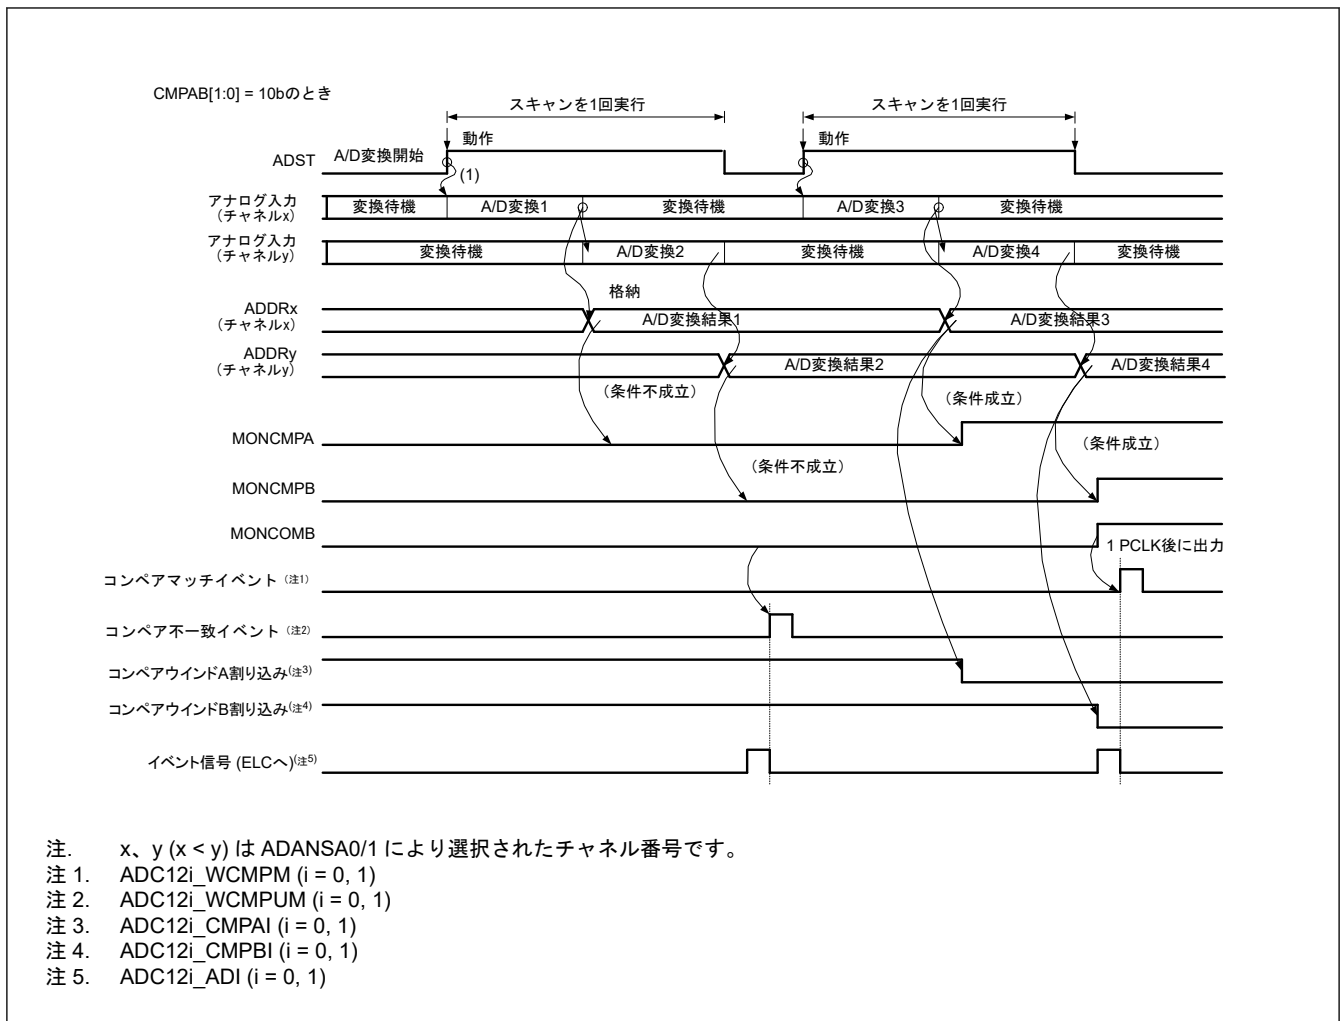 CMPAB[1:0] = 10bのとき
スキャンを1回実行
スキャンを1回実行
動作
動作
ADST
A/D変換開始
(1)
アナログ入力
（チャネルx）
変換待機
A/D変換1
変換待機
A/D変換3
変換待機
アナログ入力
（チャネルy）
変換待機
A/D変換2
変換待機
A/D変換4
変換待機
格納
ADDRx
（チャネルx）
A/D変換結果1
A/D変換結果3
ADDRy
（チャネルy）
A/D変換結果2
A/D変換結果4
（条件不成立）
（条件成立）
MONCMPA
（条件成立）
（条件不成立）
MONCMPB
MONCOMB
1 PCLK後に出力
コンペアマッチイベント（注1）
コンペア不一致イベント（注2）
コンペアウインドA割り込み(注3)
コンペアウインドB割り込み(注4)
イベント信号 (ELCへ)(注5)
注. x、y (x < y) は ADANSA0/1 により選択されたチャネル番号です。
注 1. ADC12i_WCMPM (i = 0, 1)
注 2. ADC12i_WCMPUM (i = 0, 1)
注 3. ADC12i_CMPAI (i = 0, 1)
注 4. ADC12i_CMPBI (i = 0, 1)
注 5. ADC12i_ADI (i = 0, 1)